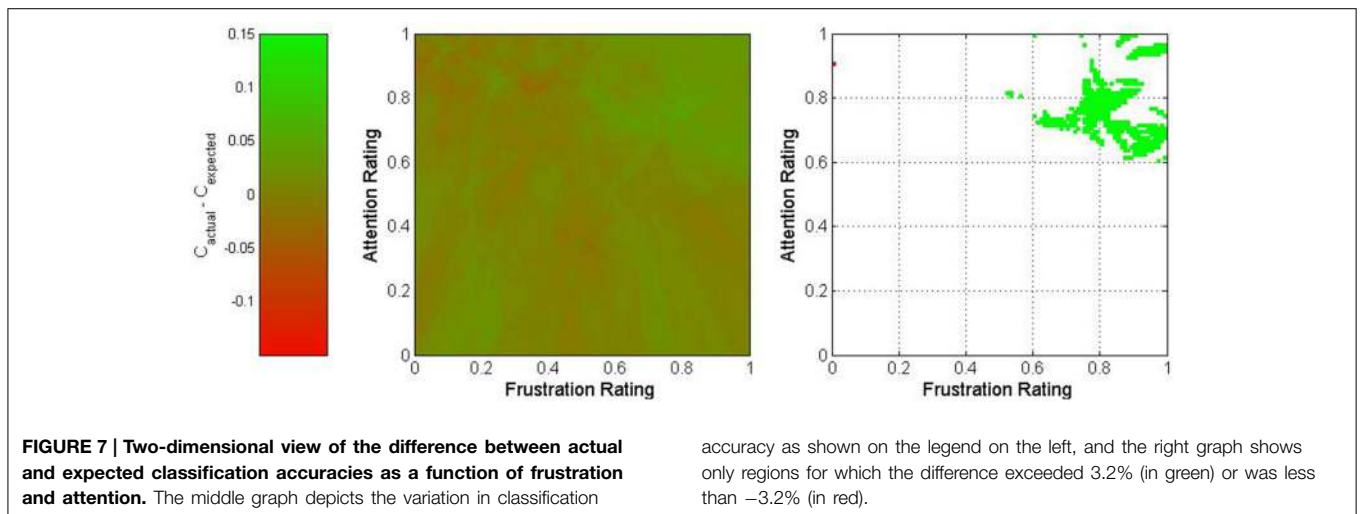 0.15
0.1
0.05
0
-0.05
-0.1
C actual - C expected
1
0.8
0.6
0.4
0.2
0
Attention Rating
0 0.2 0.4 0.6 0.8 1
Frustration Rating
1
0.8
0.6
0.4
0.2
0
Attention Rating
0 0.2 0.4 0.6 0.8 1
Frustration Rating
FIGURE 7 | Two-dimensional view of the difference between actual
and expected classification accuracies as a function of frustration
and attention. The middle graph depicts the variation in classification
accuracy as shown on the legend on the left, and the right graph shows
only regions for which the difference exceeded 3.2% (in green) or was less
than −3.2% (in red).